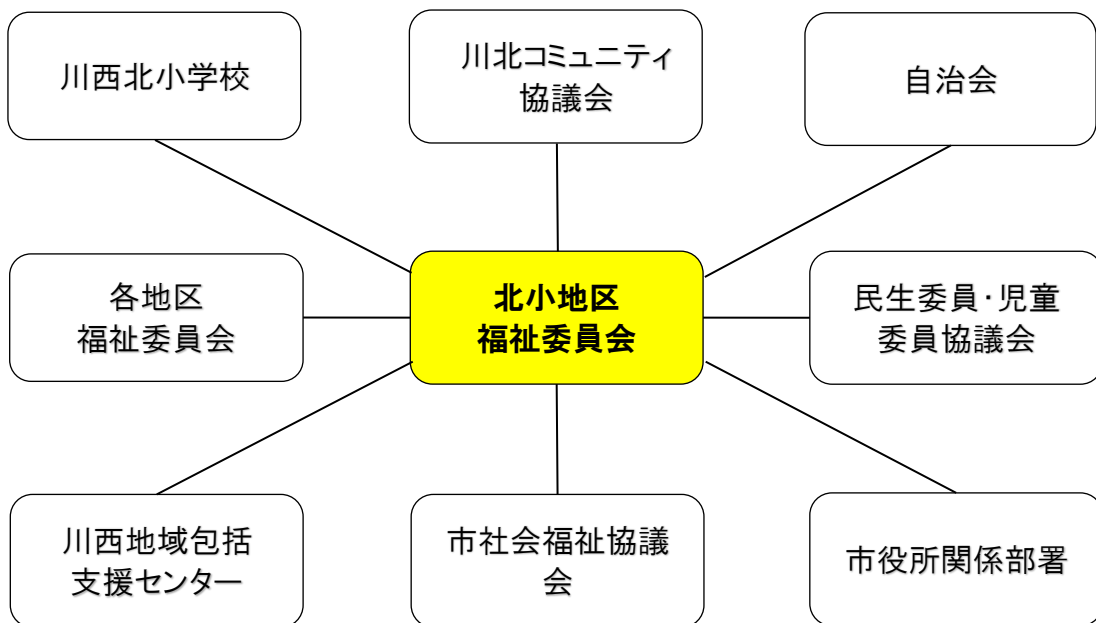 川西北小学校
川北コミュニティ
協議会
自治会
各地区
福祉委員会
北小地区
福祉委員会
民生委員・児童
委員協議会
川西地域包括
支援センター
市社会福祉協議
会
市役所関係部署